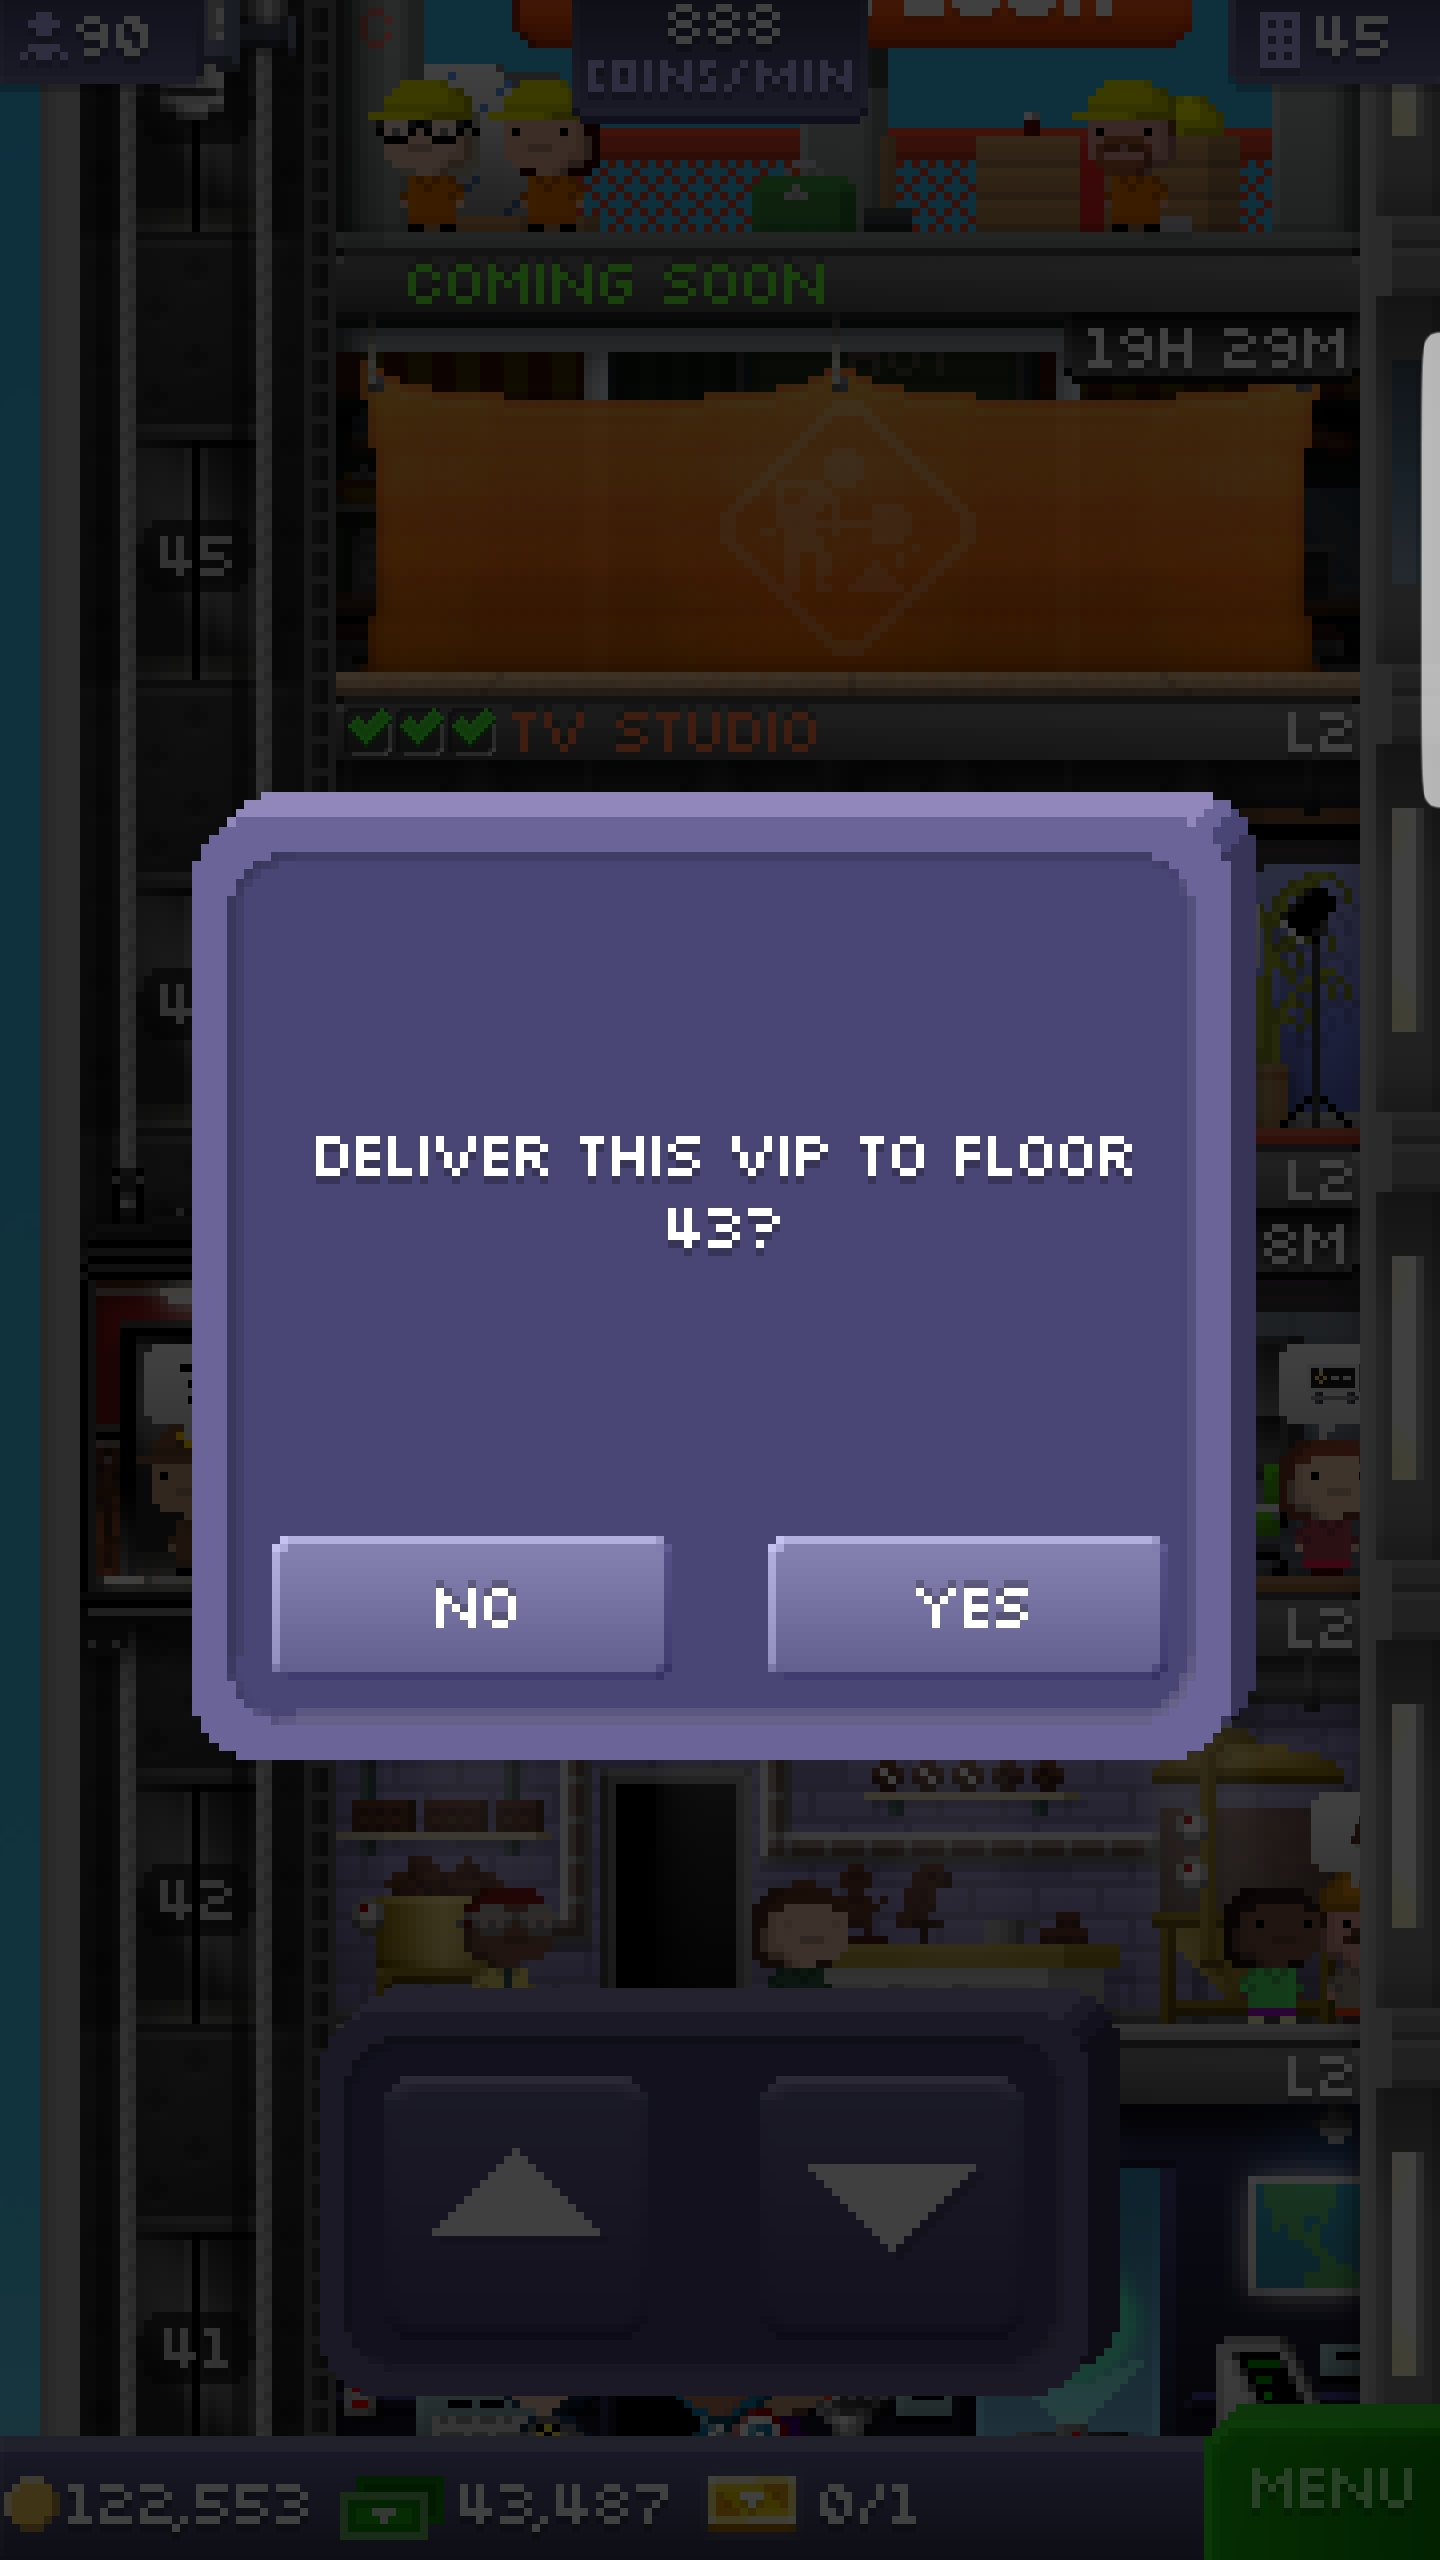 90
888
COINS/MIN
45
COMING SOON
19H 29M
45
TV STUDIO
L2
L2
8M
DELIVER THIS VIP TO FLOOR
43?
NO
YES
L2
42
L2
41
122,553
43,487
0/1
MENU